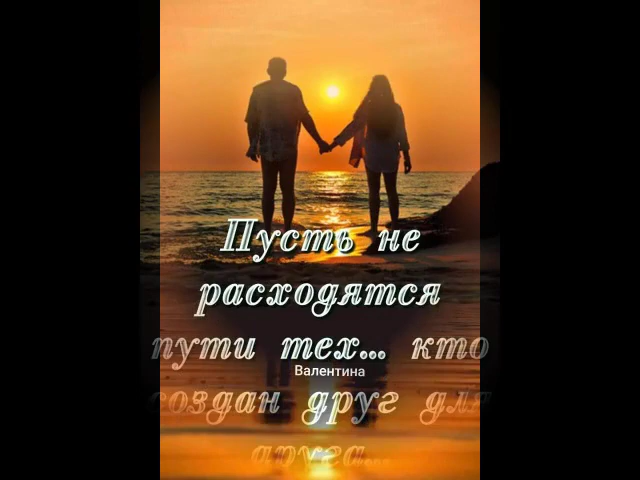 Пусть не
расходятся
пути тех... кто
Валентина
создан друг для
друга...